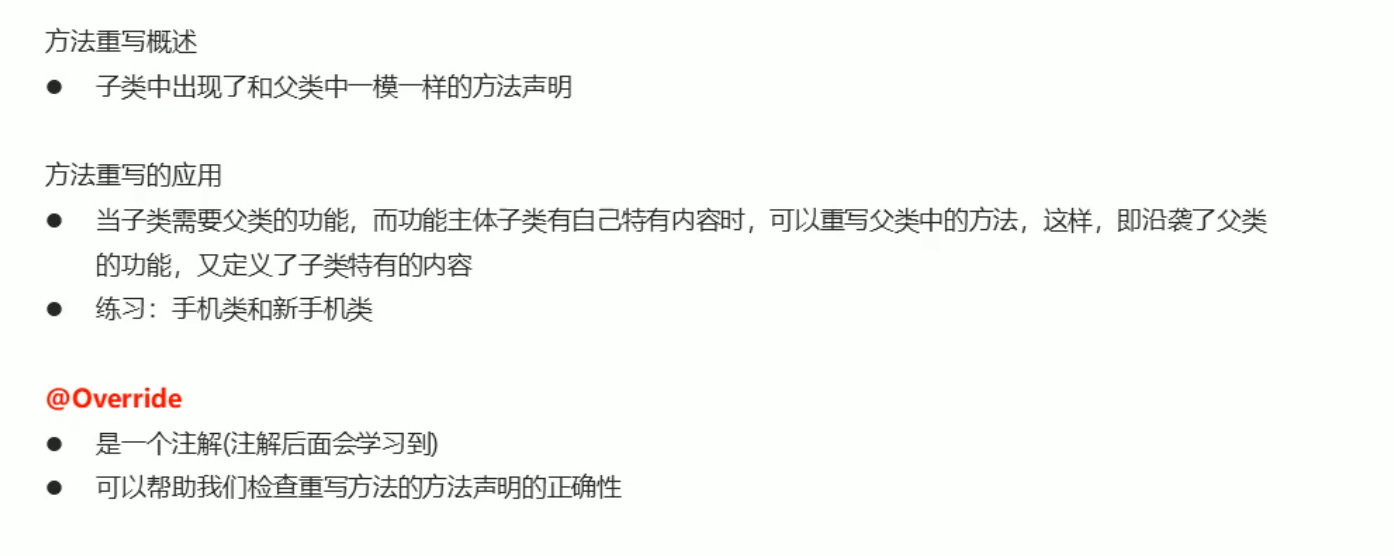 方法重写概述
● 子类中出现了和父类中一模一样的方法声明
方法重写的应用
● 当子类需要父类的功能，而功能主体子类有自己特有内容时，可以重写父类中的方法，这样，即沿袭了父类
的功能，又定义了子类特有的内容
● 练习：手机类和新手机类
@Override
● 是一个注解(注解后面会学习到)
● 可以帮助我们检查重写方法的方法声明的正确性